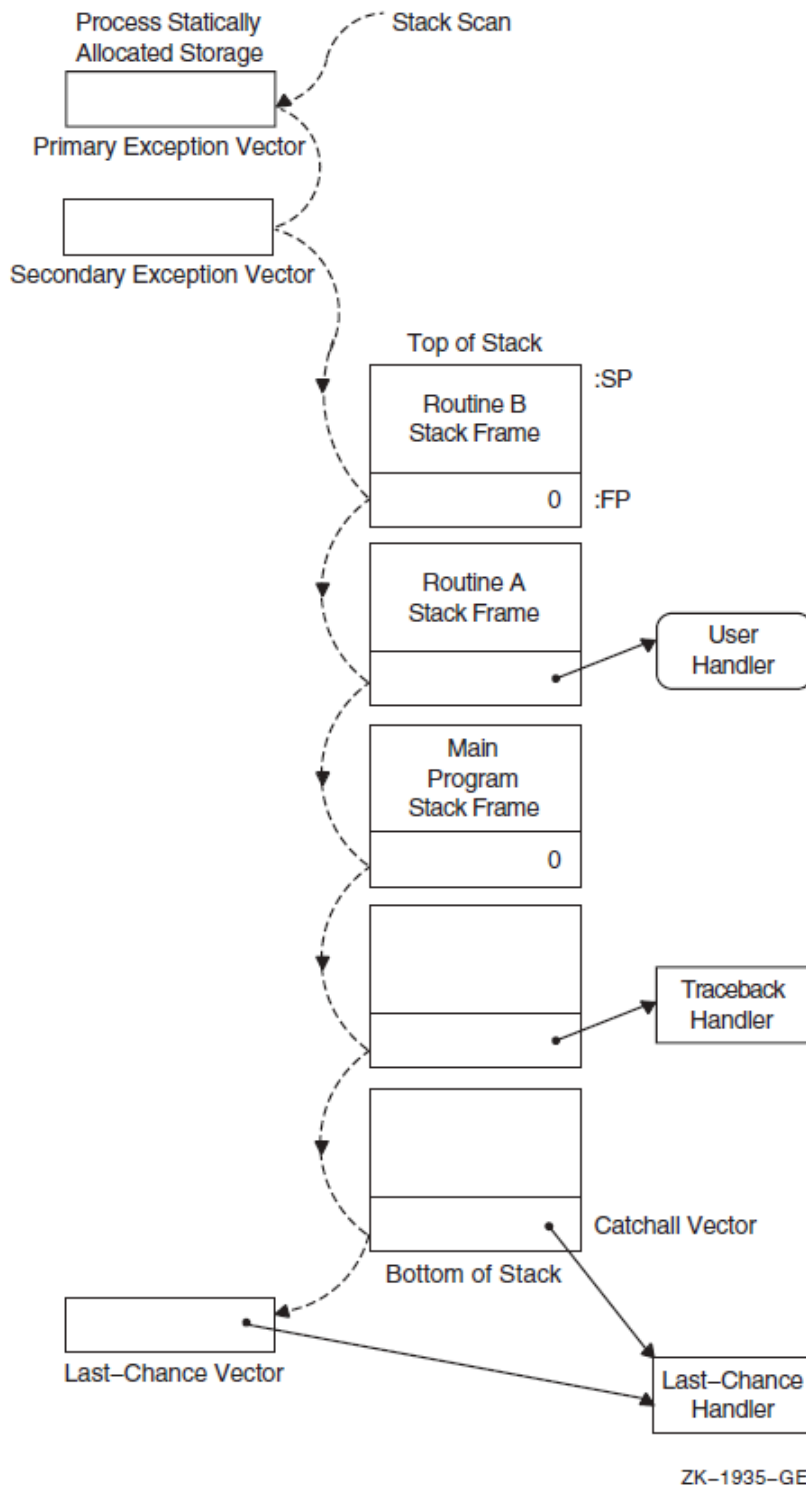 Process Statically
Allocated Storage
Stack Scan
Primary Exception Vector
Secondary Exception Vector
Top of Stack
:SP
Routine B
Stack Frame
0
:FP
Routine A
Stack Frame
User
Handler
Main
Program
Stack Frame
0
Traceback
Handler
Catchall Vector
Bottom of Stack
Last–Chance Vector
Last–Chance
Handler
ZK–1935–GE